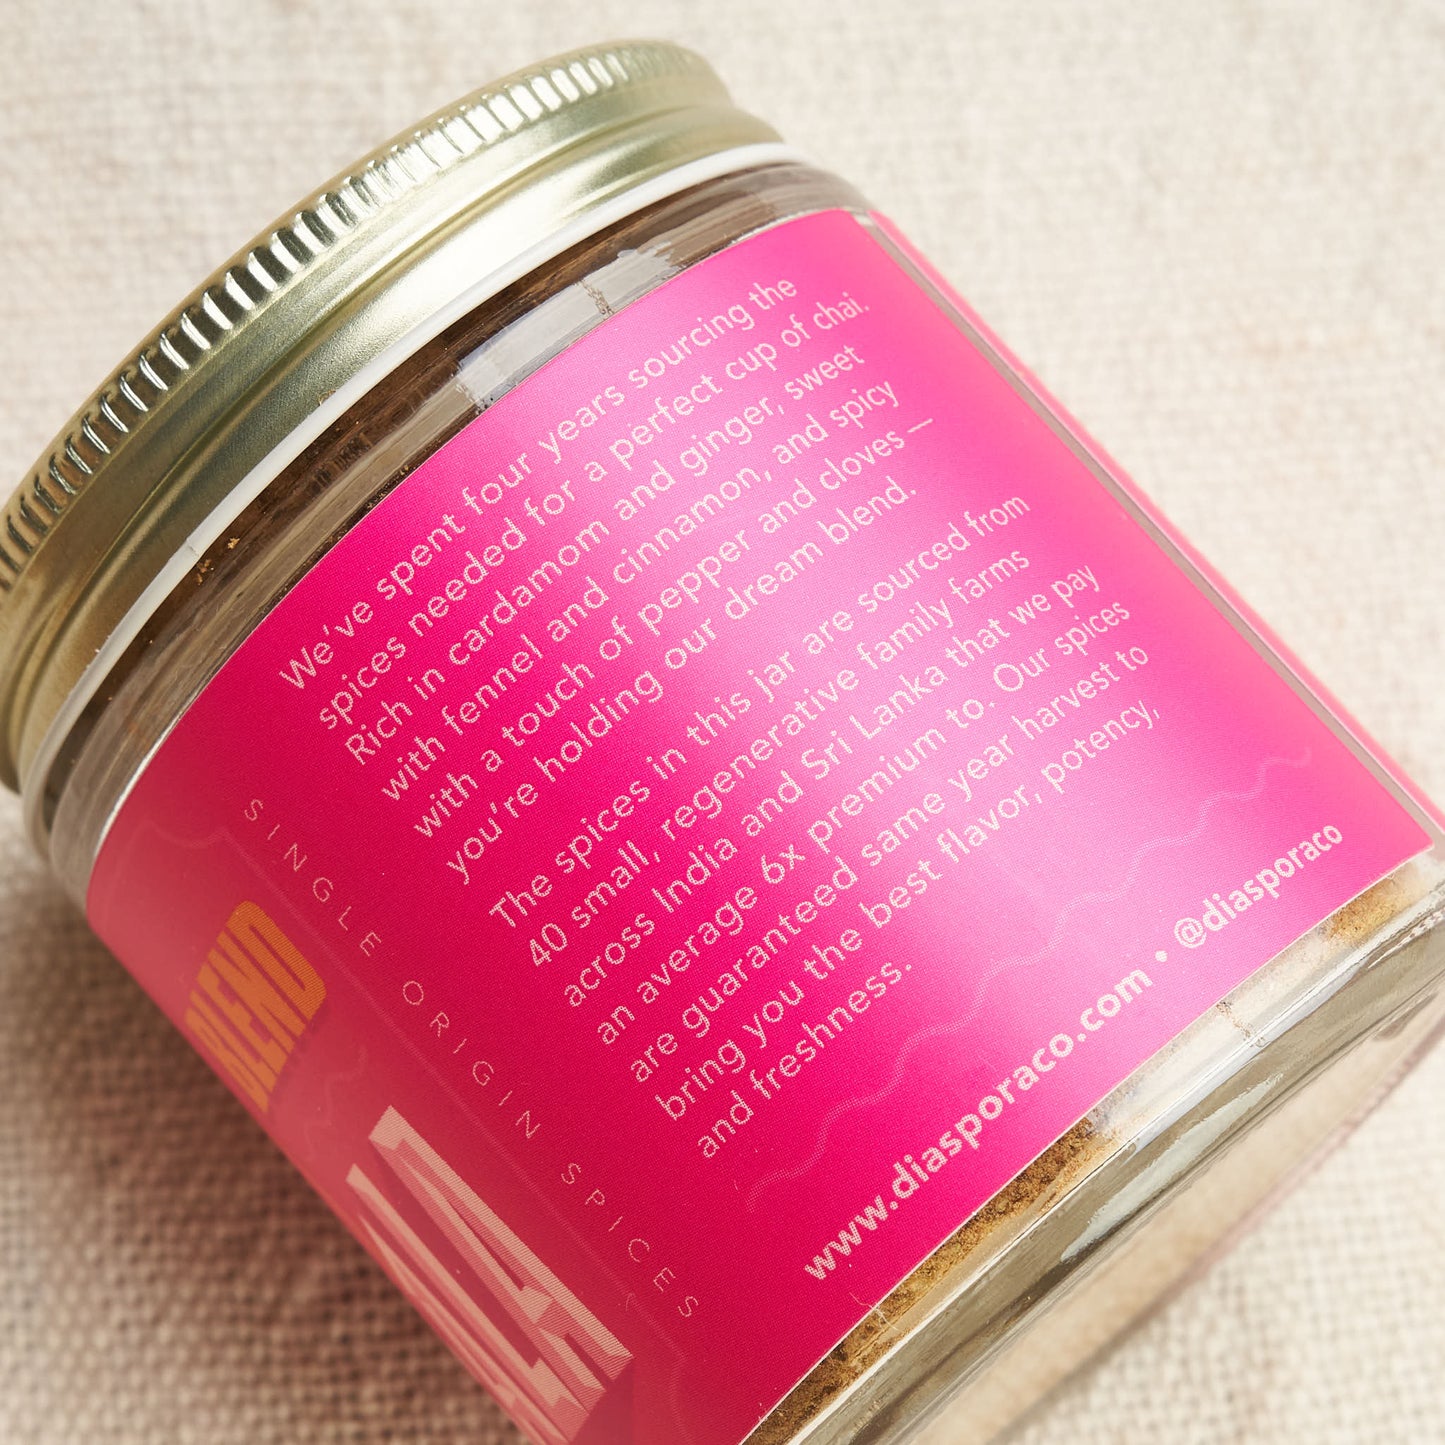 We've spent four years sourcing the
spices needed for a perfect cup of chai.
Rich in cardamom and ginger, sweet
with fennel and cinnamon, and spicy
with a touch of pepper and cloves —
you're holding our dream blend.
The spices in this jar are sourced from
40 small, regenerative family farms
across India and Sri Lanka that we pay
an average 6x premium to. Our spices
are guaranteed same year harvest to
bring you the best flavor, potency,
and freshness.
www.diasporaco.com • @diasporaco
SINGLE ORIGIN SPICES
BLEND